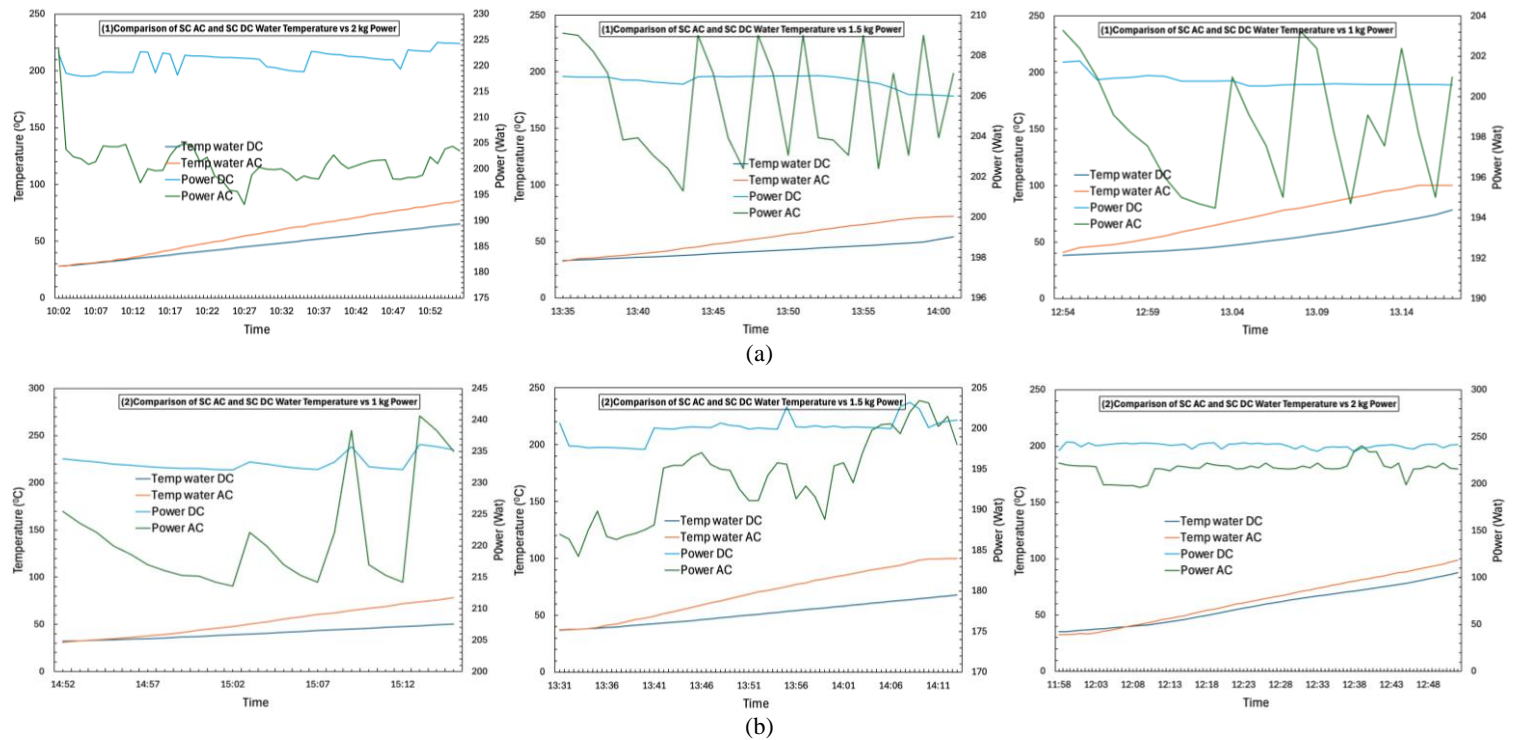 (1)Comparison of SC AC and SC DC Water Temperature vs 2 kg Power
Temperature (⁰C)
250
200
150
100
50
0
Temp water DC
Temp water AC
Power DC
Power AC
230
225
220
215
210
205
200
195
190
185
180
175
P0wer (Wat)
10:02 10:07 10:12 10:17 10:22 10:27 10:32 10:37 10:42 10:47 10:52
Time
(1)Comparison of SC AC and SC DC Water Temperature vs 1.5 kg Power
Temperature (⁰C)
250
200
150
100
50
0
Temp water DC
Temp water AC
Power DC
Power AC
210
208
206
204
202
200
198
196
P0wer (Wat)
13:35 13:40 13:45 13:50 13:55 14:00
Time
(1)Comparison of SC AC and SC DC Water Temperature vs 1 kg Power
Temperature (⁰C)
250
200
150
100
50
0
Temp water DC
Temp water AC
Power DC
Power AC
204
202
200
198
196
194
192
190
P0wer (Wat)
12:54 12:59 13.04 13.09 13.14
Time
(a)
(2)Comparison of SC AC and SC DC Water Temperature vs 1 kg Power
Temperature (⁰C)
300
250
200
150
100
50
0
Temp water DC
Temp water AC
Power DC
Power AC
245
240
235
230
225
220
215
210
205
200
P0wer (Wat)
14:52 14:57 15:02 15:07 15:12
Time
(2)Comparison of SC AC and SC DC Water Temperature vs 1.5 kg Power
Temperature (⁰C)
250
200
150
100
50
0
Temp water DC
Temp water AC
Power DC
Power AC
205
200
195
190
185
180
175
170
P0wer (Wat)
13:31 13:36 13:41 13:46 13:51 13:56 14:01 14:06 14:11
Time
(2)Comparison of SC AC and SC DC Water Temperature vs 2 kg Power
Temperature (⁰C)
250
200
150
100
50
0
Temp water DC
Temp water AC
Power DC
Power AC
300
250
200
150
100
50
0
P0wer (Wat)
11:58 12:03 12:08 12:13 12:18 12:23 12:28 12:33 12:38 12:43 12:48
Time
(b)